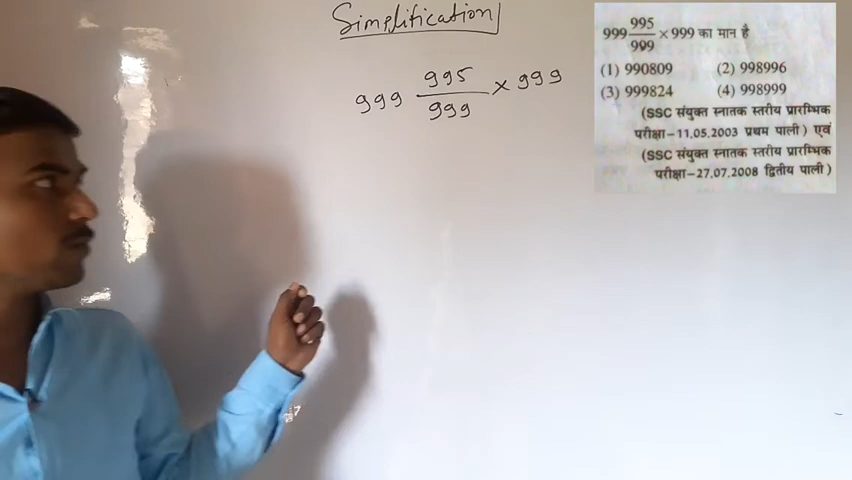 Simplification
999 995/999 × 999
999 995/999 × 999 का मान है
(1) 990809 (2) 998996
(3) 999824 (4) 998999
(SSC संयुक्त स्नातक स्तरीय प्रारम्भिक
परीक्षा-11.05.2003 प्रथम पाली) एवं
(SSC संयुक्त स्नातक स्तरीय प्रारम्भिक
परीक्षा-27.07.2008 द्वितीय पाली)